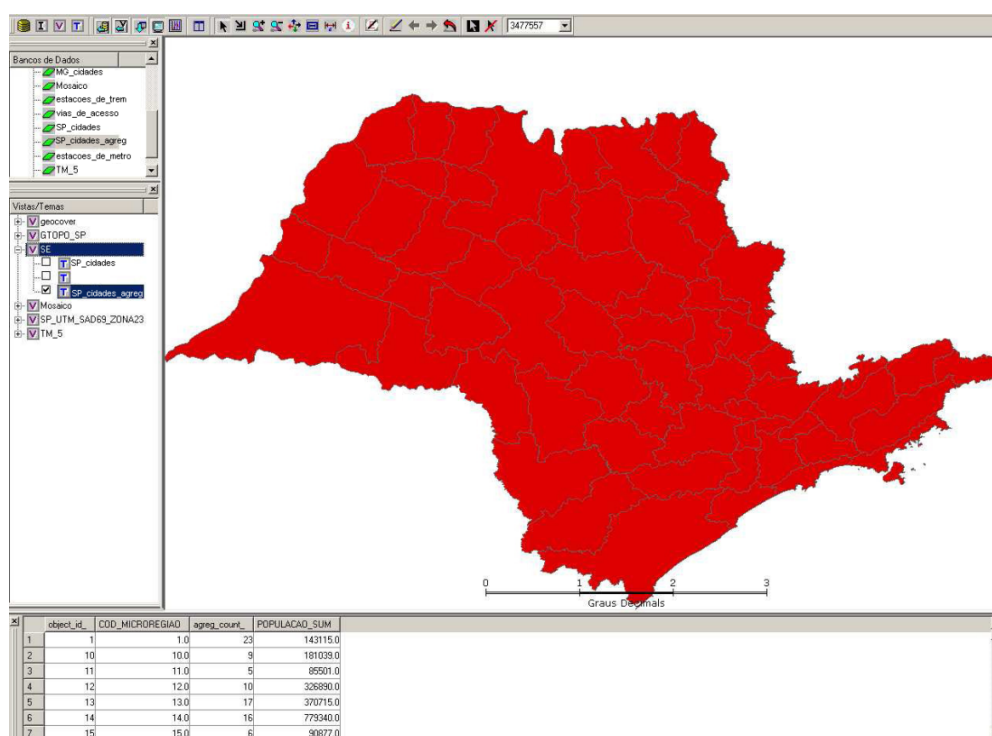 I V T
3477557
Bancos de Dados
MG_cidades
Mosaico
estacoes_de_trem
vias_de_acesso
SP_cidades
SP_cidades_agreg
estacoes_de_metro
TM_5
Vistas/Temas
V geocover
V GTOPO_SP
V SE
T SP_cidades
T
T SP_cidades_agreg
V Mosaico
V SP_UTM_SAD69_ZONA23
V TM_5
0 1 2 3
Graus Decimais
object_id_ COD_MICROREGIAO agreg_count_ POPULACAO_SUM
1 1 1.0 23 143115.0
2 10 10.0 9 181039.0
3 11 11.0 5 85501.0
4 12 12.0 10 326890.0
5 13 13.0 17 370715.0
6 14 14.0 16 779340.0
7 15 15.0 6 90877.0